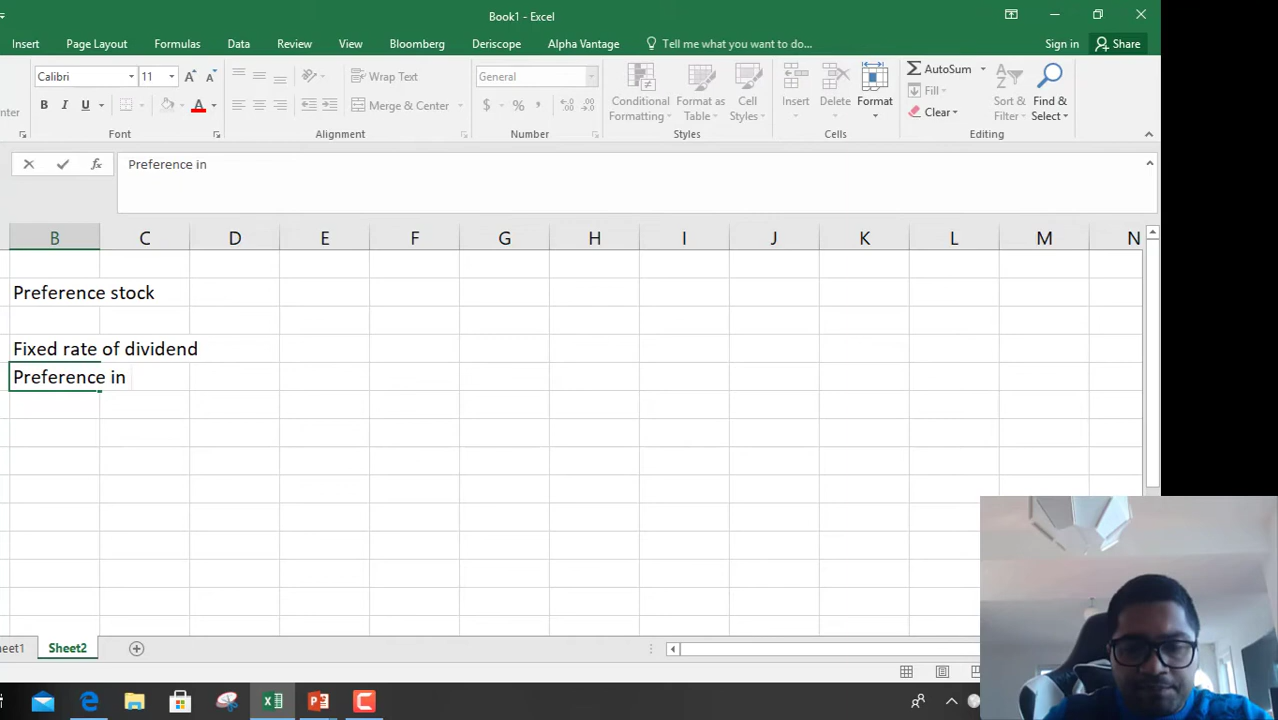 Book1 - Excel
Insert
Page Layout
Formulas
Data
Review
View
Bloomberg
Deriscope
Alpha Vantage
Tell me what you want to do...
Sign in
Share
Calibri
11
A
A
Wrap Text
General
Conditional Formatting
Format as Table
Cell Styles
Insert
Delete
Format
AutoSum
Fill
Clear
Sort & Filter
Find & Select
B
I
U
A
Merge & Center
$ % ,
Font
Alignment
Number
Styles
Cells
Editing
fx
Preference in
B C D E F G H I J K L M N
Preference stock
Fixed rate of dividend
Preference in
eet1
Sheet2